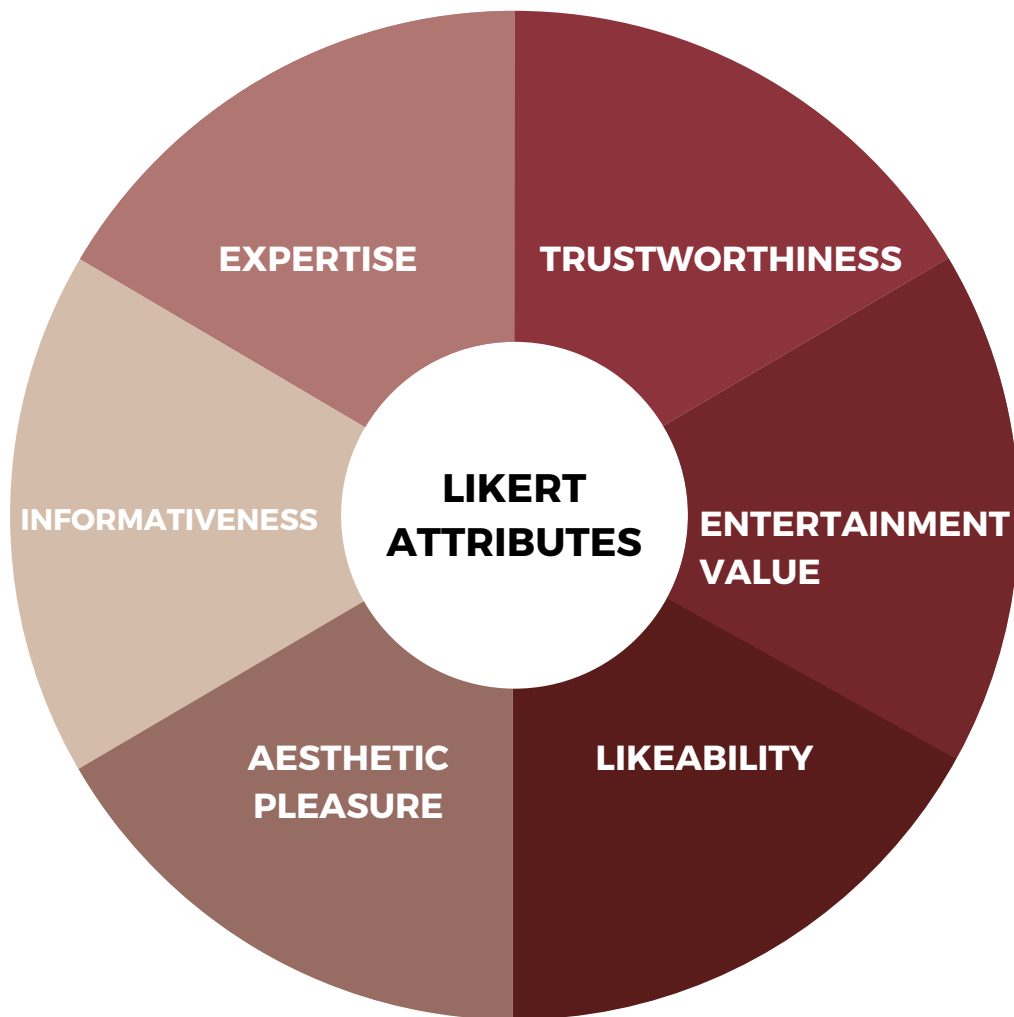 EXPERTISE
TRUSTWORTHINESS
INFORMATIVENESS
LIKERT
ATTRIBUTES
ENTERTAINMENT
VALUE
AESTHETIC
PLEASURE
LIKEABILITY